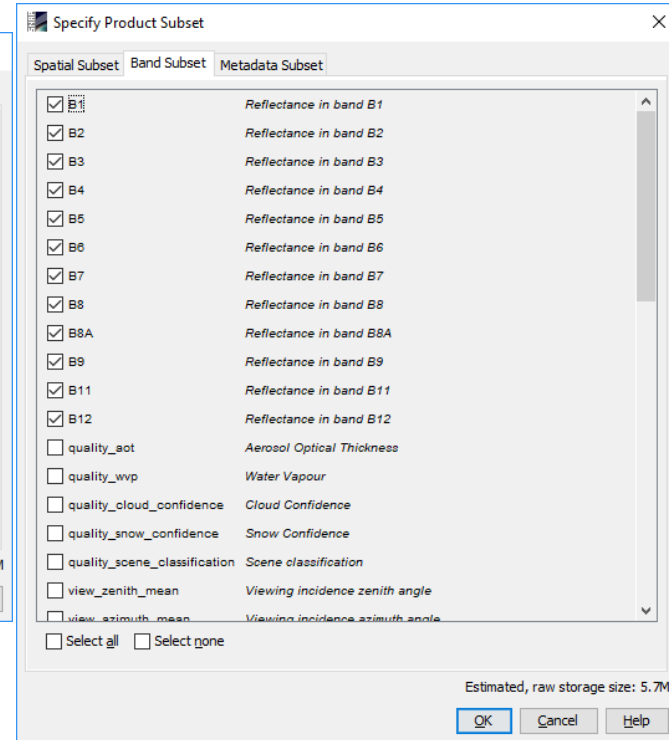 Specify Product Subset
Spatial Subset Band Subset Metadata Subset
B1 Reflectance in band B1
B2 Reflectance in band B2
B3 Reflectance in band B3
B4 Reflectance in band B4
B5 Reflectance in band B5
B6 Reflectance in band B6
B7 Reflectance in band B7
B8 Reflectance in band B8
B8A Reflectance in band B8A
B9 Reflectance in band B9
B11 Reflectance in band B11
B12 Reflectance in band B12
quality_aot Aerosol Optical Thickness
quality_wvp Water Vapour
quality_cloud_confidence Cloud Confidence
quality_snow_confidence Snow Confidence
quality_scene_classification Scene classification
view_zenith_mean Viewing incidence zenith angle
view_azimuth_mean Viewing incidence azimuth angle
Select all Select none
Estimated, raw storage size: 5.7M
OK Cancel Help